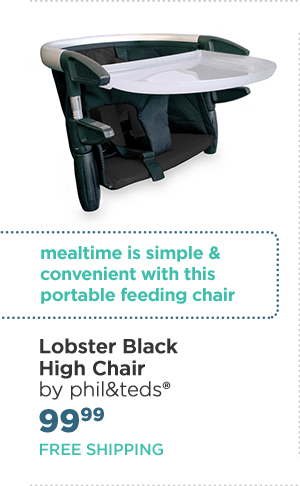 mealtime is simple &
convenient with this
portable feeding chair
Lobster Black
High Chair
by phil&teds®
99⁹⁹
FREE SHIPPING